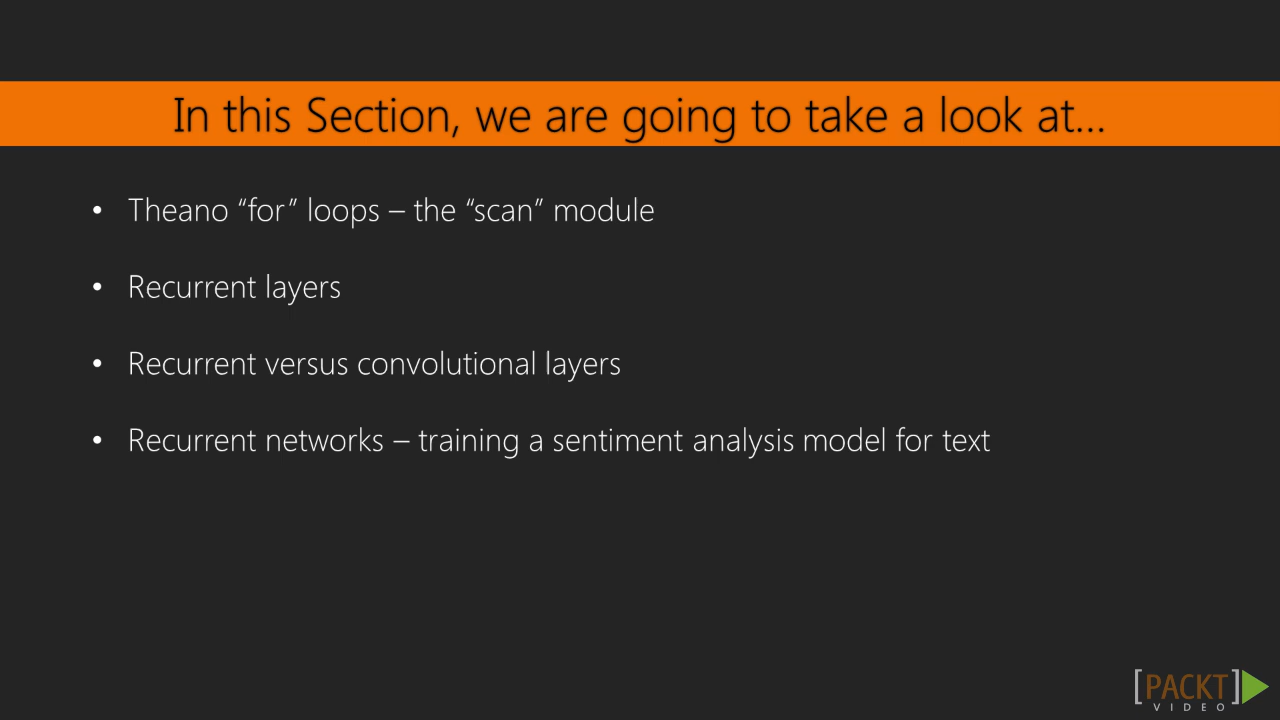 In this Section, we are going to take a look at...
• Theano “for” loops – the “scan” module
• Recurrent layers
• Recurrent versus convolutional layers
• Recurrent networks – training a sentiment analysis model for text
[PACKT]
VIDEO